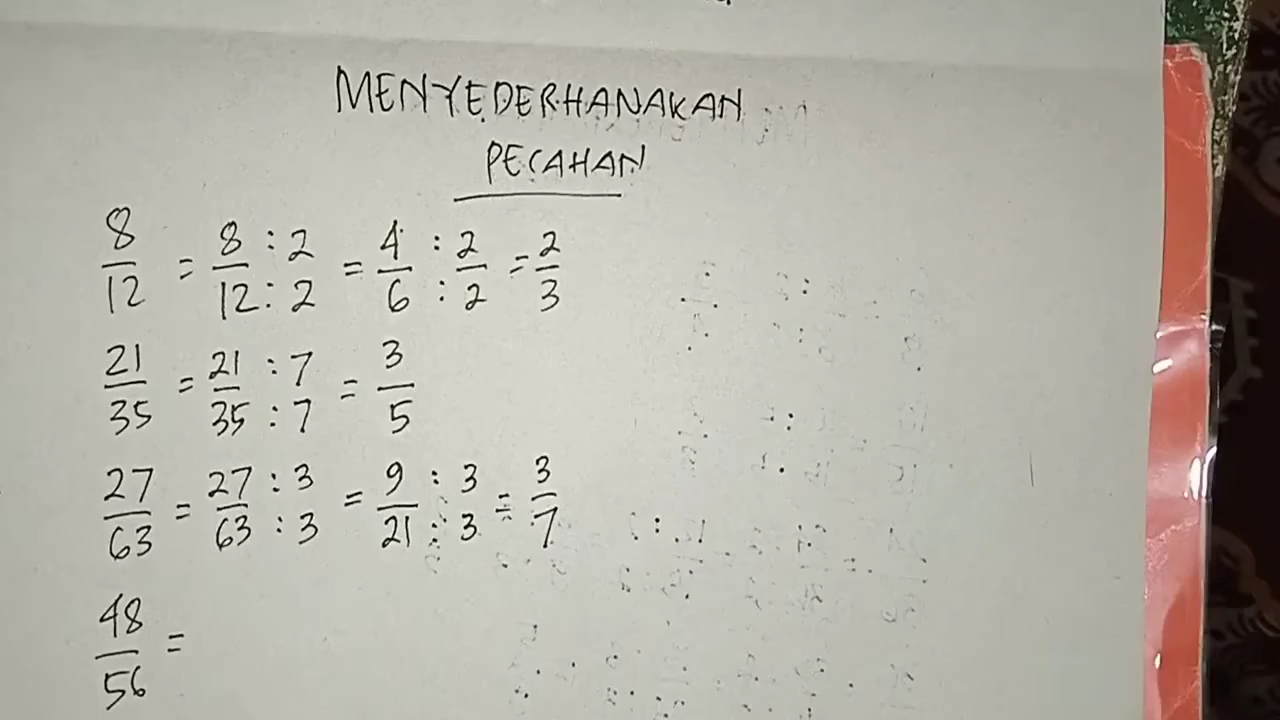 MENYEDERHANAKAN
PECAHAN
8/12 = 8 : 2/12 : 2 = 4 : 2/6 : 2 = 2/3
21/35 = 21 : 7/35 : 7 = 3/5
27/63 = 27 : 3/63 : 3 = 9 : 3/21 : 3 = 3/7
48/56 =